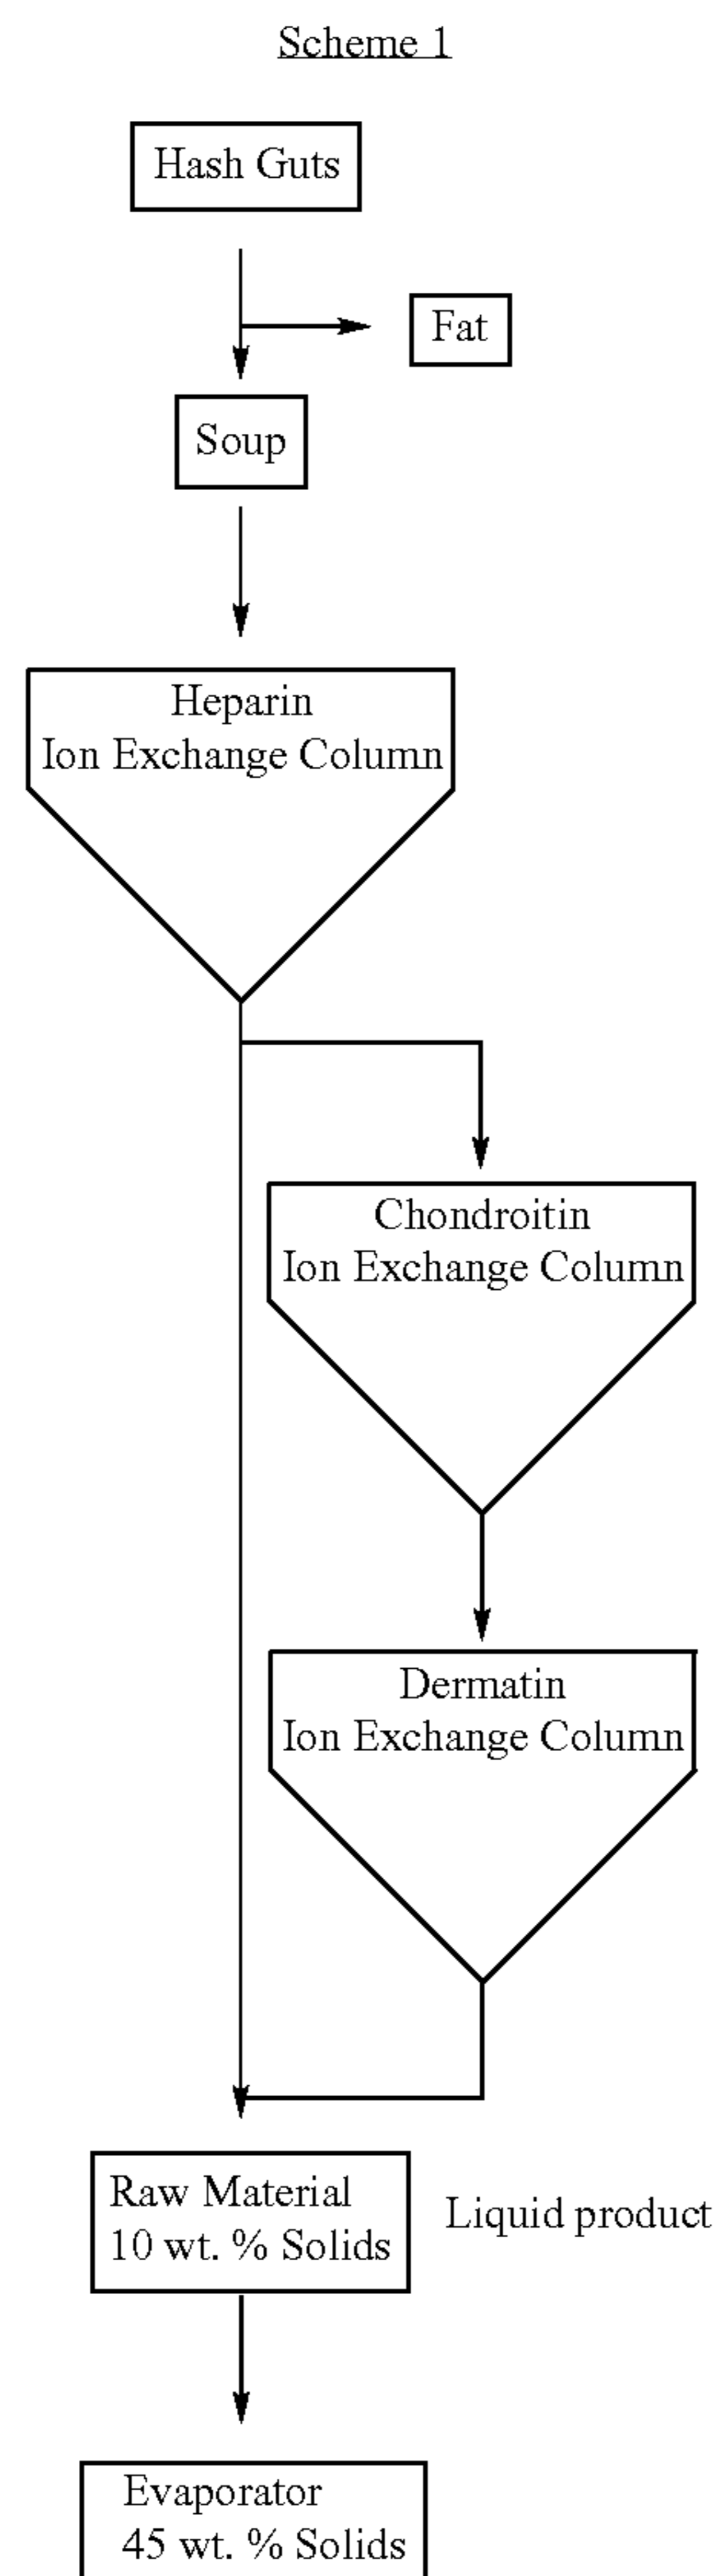 Scheme 1
Hash Guts
Fat
Soup
Heparin
Ion Exchange Column
Chondroitin
Ion Exchange Column
Dermatin
Ion Exchange Column
Raw Material
10 wt. % Solids
Liquid product
Evaporator
45 wt. % Solids